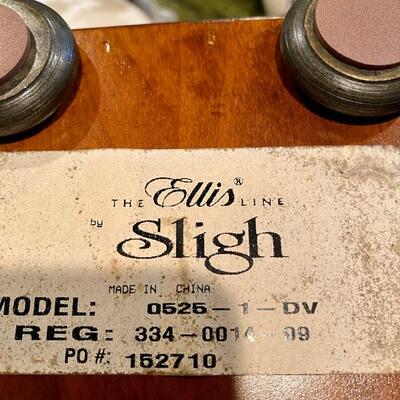 THE Ellis® LINE
by Sligh
MADE IN CHINA
MODEL: 0525-1-DV
REG: 334-0014-09
PO #: 152710